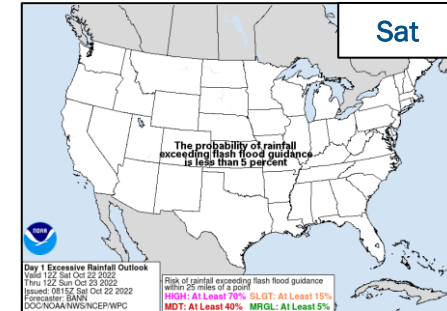 Sat
The probability of rainfall
exceeding flash flood guidance
is less than 5 percent
NOAA
Day 1 Excessive Rainfall Outlook
Valid 12Z Sat Oct 22 2022
Thru 12Z Sun Oct 23 2022
Issued: 0815Z Sat Oct 22 2022
Forecaster: BANN
DOC/NOAA/NWS/NCEP/WPC
Risk of rainfall exceeding flash flood guidance
within 25 miles of a point
HIGH: At Least 70% SLGT: At Least 15%
MDT: At Least 40% MRGL: At Least 5%